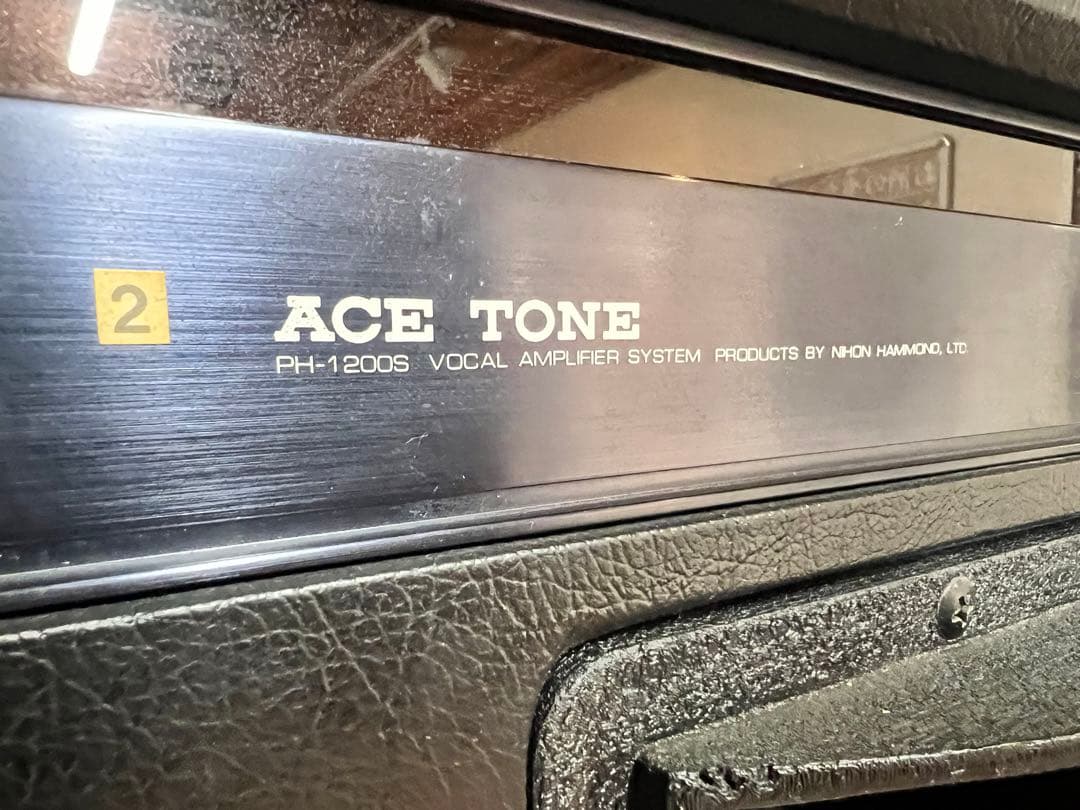 2
ACE TONE
PH-1200S VOCAL AMPLIFIER SYSTEM PRODUCTS BY NIHON HAMMOND, LTD.